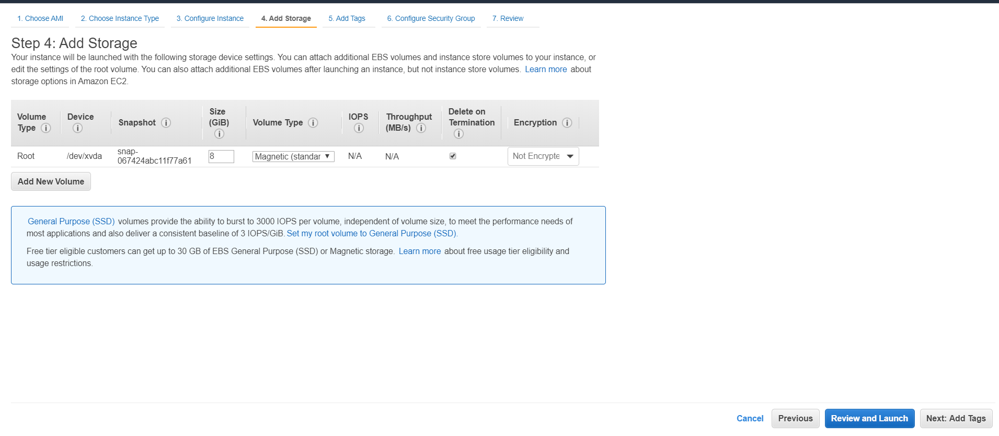 1. Choose AMI 2. Choose Instance Type 3. Configure Instance 4. Add Storage 5. Add Tags 6. Configure Security Group 7. Review
Step 4: Add Storage
Your instance will be launched with the following storage device settings. You can attach additional EBS volumes and instance store volumes to your instance, or
edit the settings of the root volume. You can also attach additional EBS volumes after launching an instance, but not instance store volumes. Learn more about
storage options in Amazon EC2.
Volume Type i Device i Snapshot i Size (GiB) i Volume Type i IOPS i Throughput (MB/s) i Delete on Termination i Encryption i
Root /dev/xvda snap-067424abc11f77a61 8 Magnetic (standar N/A N/A Not Encrypte
Add New Volume
General Purpose (SSD) volumes provide the ability to burst to 3000 IOPS per volume, independent of volume size, to meet the performance needs of
most applications and also deliver a consistent baseline of 3 IOPS/GiB. Set my root volume to General Purpose (SSD).
Free tier eligible customers can get up to 30 GB of EBS General Purpose (SSD) or Magnetic storage. Learn more about free usage tier eligibility and
usage restrictions.
Cancel Previous Review and Launch Next: Add Tags